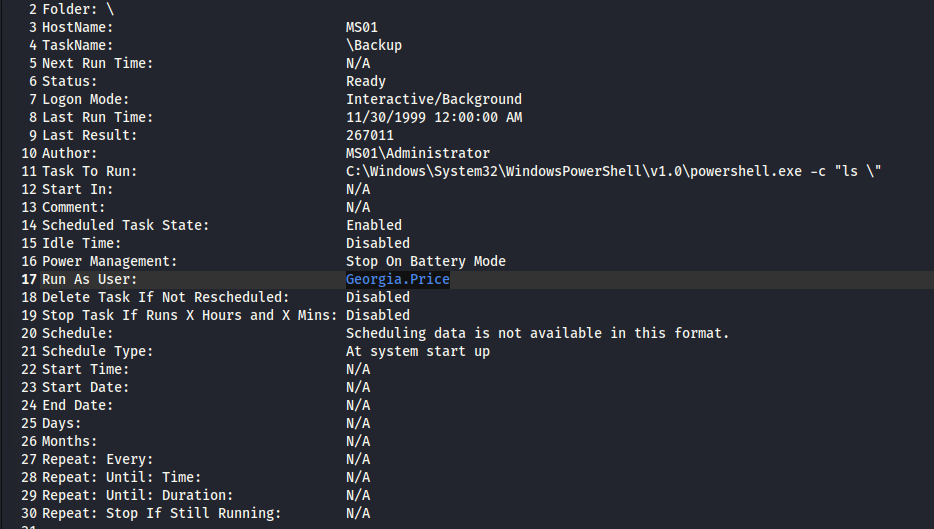 2 Folder: \
3 HostName: MS01
4 TaskName: \Backup
5 Next Run Time: N/A
6 Status: Ready
7 Logon Mode: Interactive/Background
8 Last Run Time: 11/30/1999 12:00:00 AM
9 Last Result: 267011
10 Author: MS01\Administrator
11 Task To Run: C:\Windows\System32\WindowsPowerShell\v1.0\powershell.exe -c "ls \"
12 Start In: N/A
13 Comment: N/A
14 Scheduled Task State: Enabled
15 Idle Time: Disabled
16 Power Management: Stop On Battery Mode
17 Run As User: Georgia.Price
18 Delete Task If Not Rescheduled: Disabled
19 Stop Task If Runs X Hours and X Mins: Disabled
20 Schedule: Scheduling data is not available in this format.
21 Schedule Type: At system start up
22 Start Time: N/A
23 Start Date: N/A
24 End Date: N/A
25 Days: N/A
26 Months: N/A
27 Repeat: Every: N/A
28 Repeat: Until: Time: N/A
29 Repeat: Until: Duration: N/A
30 Repeat: Stop If Still Running: N/A